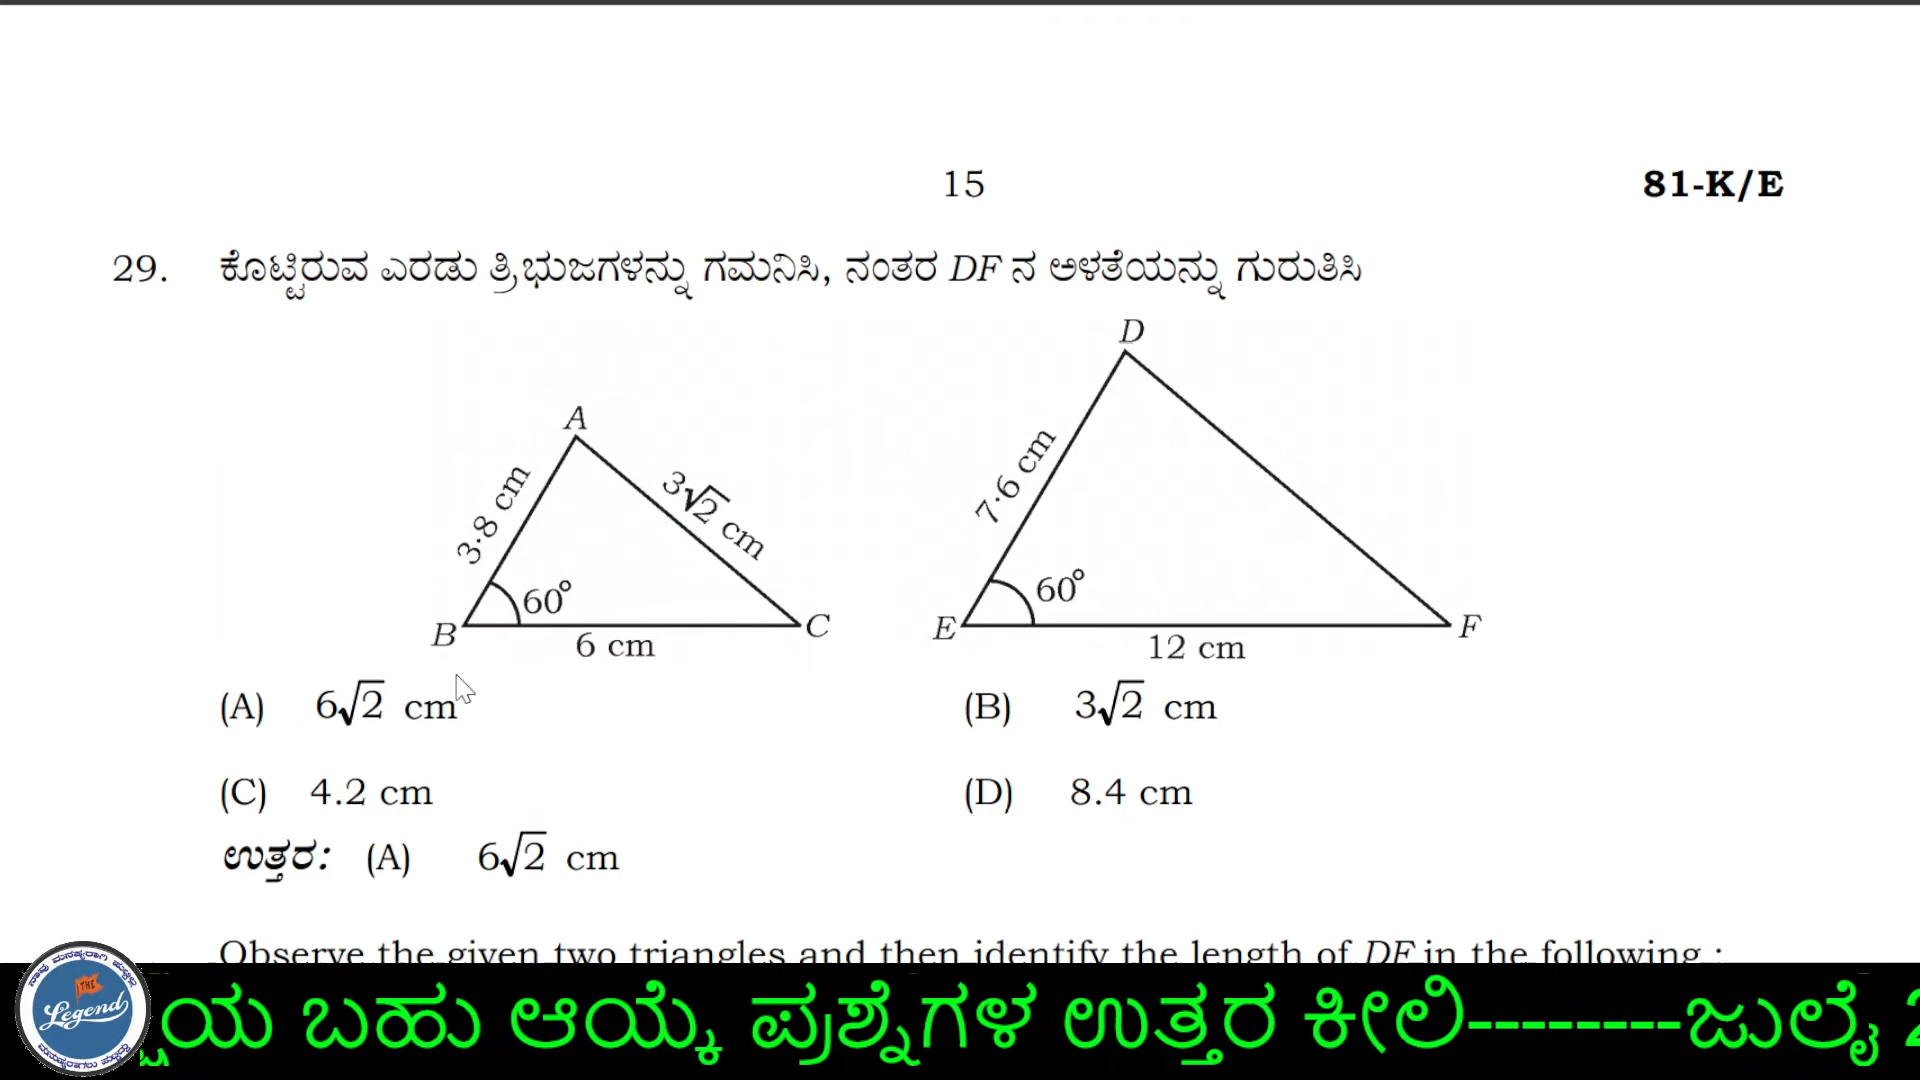 15
81-K/E
29. ಕೊಟ್ಟಿರುವ ಎರಡು ತ್ರಿಭುಜಗಳನ್ನು ಗಮನಿಸಿ, ನಂತರ DF ನ ಅಳತೆಯನ್ನು ಗುರುತಿಸಿ
D
A
3·8 cm
3√2 cm
7·6 cm
60°
60°
B
C
E
F
6 cm
12 cm
(A) 6√2 cm (B) 3√2 cm
(C) 4.2 cm (D) 8.4 cm
ಉತ್ತರ: (A) 6√2 cm
Observe the given two triangles and then identify the length of DF in the following :
ಯ ಬಹು ಆಯ್ಕೆ ಪ್ರಶ್ನೆಗಳ ಉತ್ತರ ಕೀಲಿ--------ಜುಲೈ 2
THE
Legend